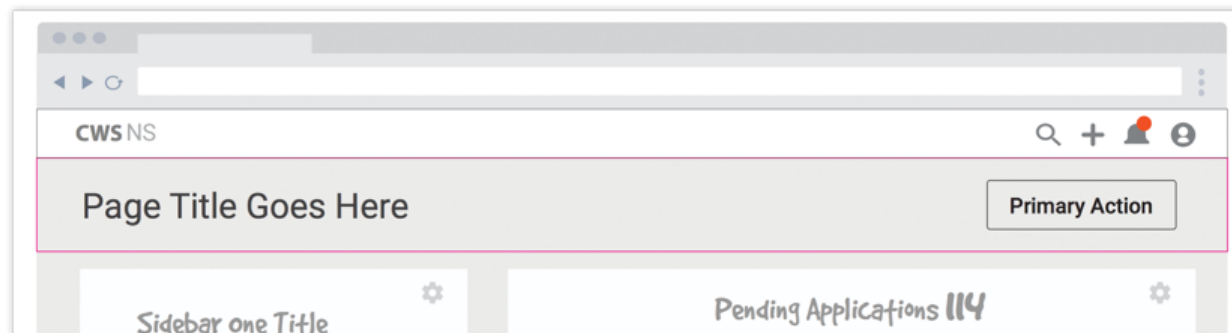 CWS NS
Page Title Goes Here
Primary Action
Sidebar one Title
Pending Applications 114